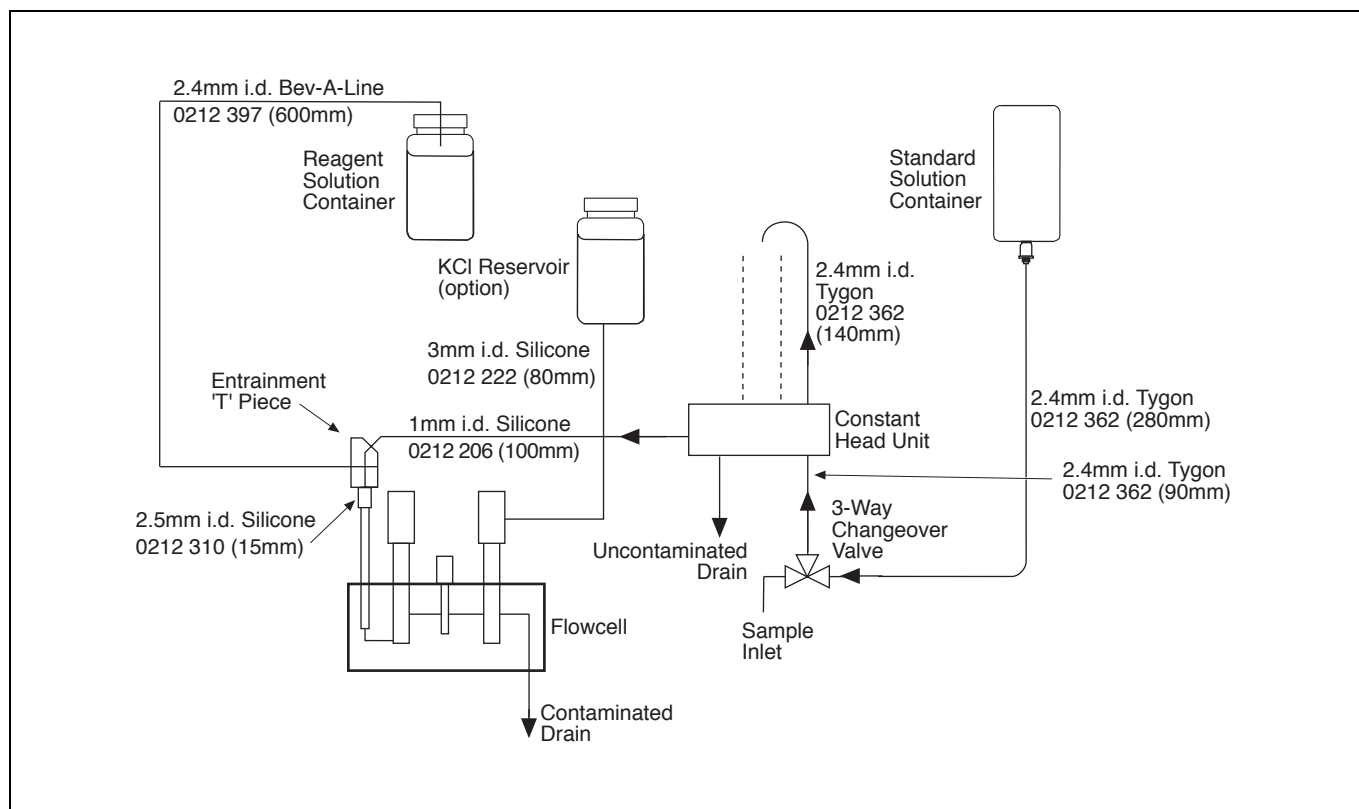 2.4mm i.d. Bev-A-Line
0212 397 (600mm)
Reagent
Solution
Container
Standard
Solution
Container
KCl Reservoir
(option)
2.4mm i.d.
Tygon
0212 362
(140mm)
3mm i.d. Silicone
0212 222 (80mm)
Entrainment
'T' Piece
1mm i.d. Silicone
0212 206 (100mm)
Constant
Head Unit
2.4mm i.d. Tygon
0212 362 (280mm)
2.4mm i.d. Tygon
0212 362 (90mm)
2.5mm i.d. Silicone
0212 310 (15mm)
3-Way
Changeover
Valve
Uncontaminated
Drain
Flowcell
Sample
Inlet
Contaminated
Drain